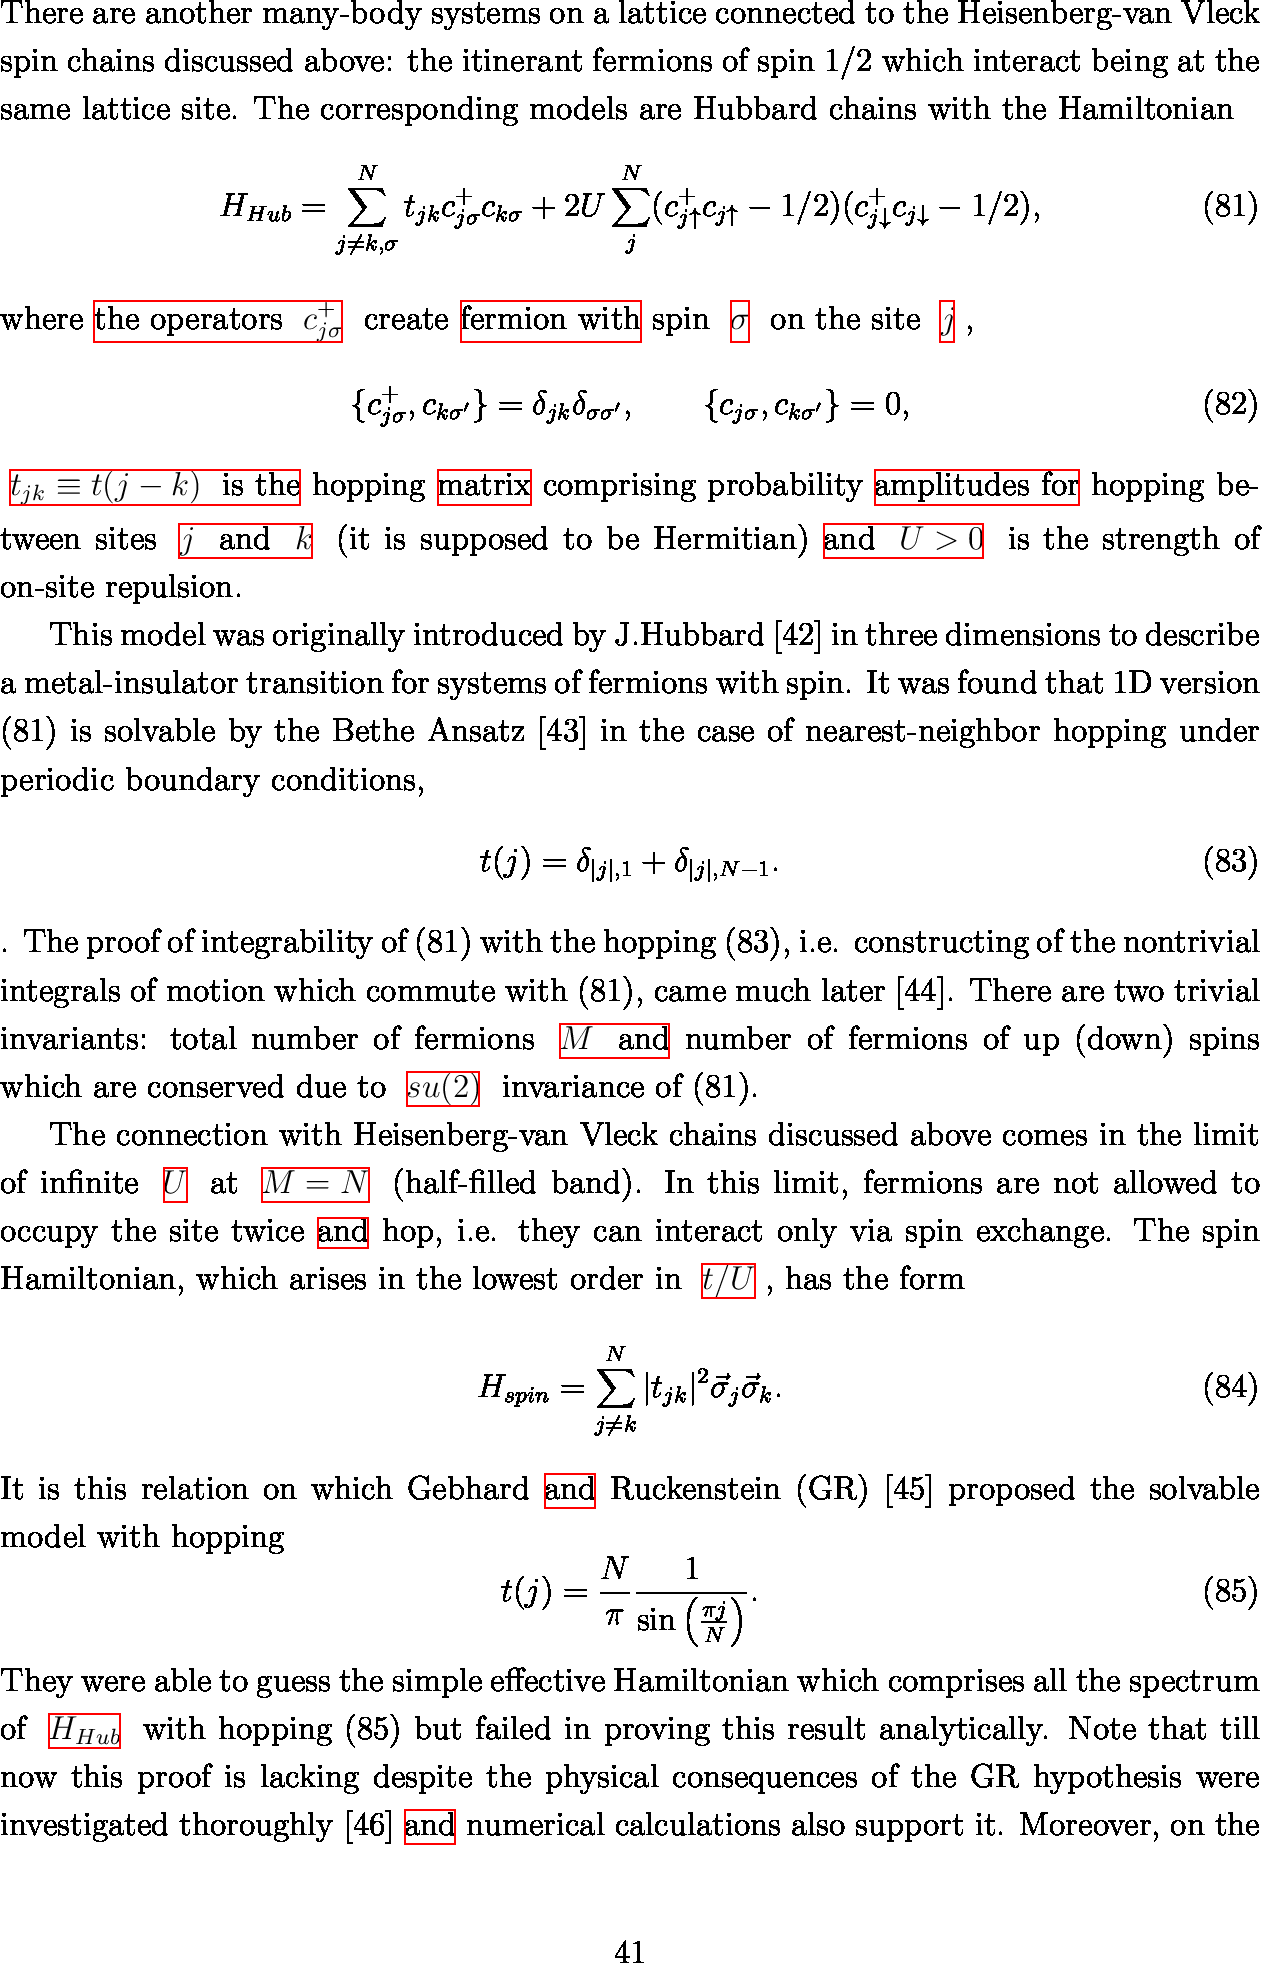 There are another many-body systems on a lattice connected to the Heisenberg-van Vleck
spin chains discussed above: the itinerant fermions of spin 1/2 which interact being at the
same lattice site. The corresponding models are Hubbard chains with the Hamiltonian
$$H_{Hub} = \sum_{j \neq k, \sigma}^{N} t_{jk} c_{j\sigma}^{+} c_{k\sigma} + 2U \sum_{j}^{N} (c_{j\uparrow}^{+} c_{j\uparrow} - 1/2)(c_{j\downarrow}^{+} c_{j\downarrow} - 1/2), \quad (81)$$
where the operators $c_{j\sigma}^{+}$ create fermion with spin $\sigma$ on the site $j$ ,
$$\{c_{j\sigma}^{+}, c_{k\sigma'}\} = \delta_{jk}\delta_{\sigma\sigma'}, \qquad \{c_{j\sigma}, c_{k\sigma'}\} = 0, \quad (82)$$
$t_{jk} \equiv t(j-k)$ is the hopping matrix comprising probability amplitudes for hopping be-
tween sites $j$ and $k$ (it is supposed to be Hermitian) and $U > 0$ is the strength of
on-site repulsion.
This model was originally introduced by J.Hubbard [42] in three dimensions to describe
a metal-insulator transition for systems of fermions with spin. It was found that 1D version
(81) is solvable by the Bethe Ansatz [43] in the case of nearest-neighbor hopping under
periodic boundary conditions,
$$t(j) = \delta_{|j|,1} + \delta_{|j|,N-1}. \quad (83)$$
. The proof of integrability of (81) with the hopping (83), i.e. constructing of the nontrivial
integrals of motion which commute with (81), came much later [44]. There are two trivial
invariants: total number of fermions $M$ and number of fermions of up (down) spins
which are conserved due to $su(2)$ invariance of (81).
The connection with Heisenberg-van Vleck chains discussed above comes in the limit
of infinite $U$ at $M = N$ (half-filled band). In this limit, fermions are not allowed to
occupy the site twice and hop, i.e. they can interact only via spin exchange. The spin
Hamiltonian, which arises in the lowest order in $t/U$ , has the form
$$H_{spin} = \sum_{j \neq k}^{N} |t_{jk}|^2 \vec{\sigma}_j \vec{\sigma}_k. \quad (84)$$
It is this relation on which Gebhard and Ruckenstein (GR) [45] proposed the solvable
model with hopping
$$t(j) = \frac{N}{\pi} \frac{1}{\sin\left(\frac{\pi j}{N}\right)}. \quad (85)$$
They were able to guess the simple effective Hamiltonian which comprises all the spectrum
of $H_{Hub}$ with hopping (85) but failed in proving this result analytically. Note that till
now this proof is lacking despite the physical consequences of the GR hypothesis were
investigated thoroughly [46] and numerical calculations also support it. Moreover, on the
41